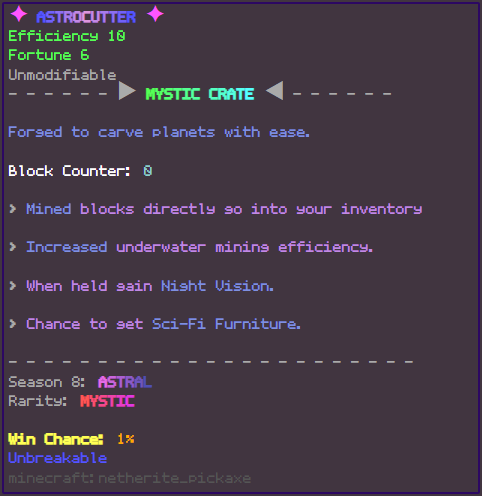 ✦ ASTROCUTTER ✦
Efficiency 10
Fortune 6
Unmodifiable
- - - - - - ▶ MYSTIC CRATE ◀ - - - - - -
Forged to carve planets with ease.
Block Counter: 0
> Mined blocks directly go into your inventory
> Increased underwater mining efficiency.
> When held gain Night Vision.
> Chance to get Sci-Fi Furniture.
- - - - - - - - - - - - - - - - - - - - - - -
Season 8: ASTRAL
Rarity: MYSTIC
Win Chance: 1%
Unbreakable
minecraft:netherite_pickaxe